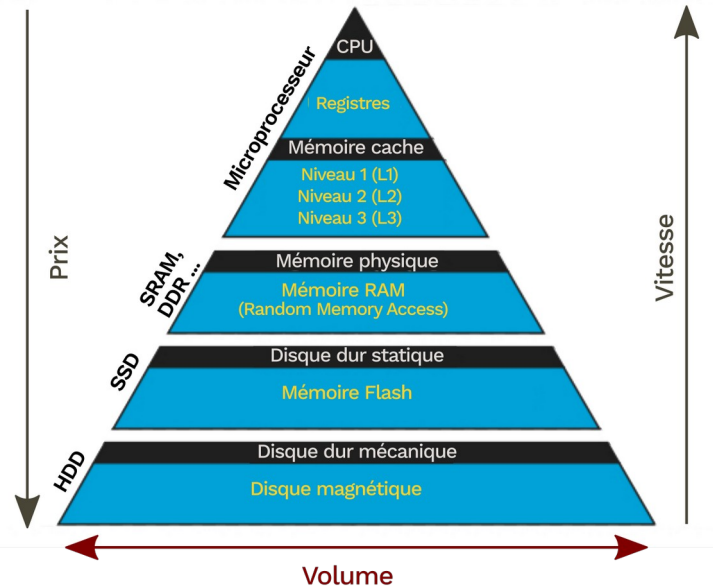 CPU
Registres
Mémoire cache
Niveau 1 (L1)
Niveau 2 (L2)
Niveau 3 (L3)
Microprocesseur
Mémoire physique
Mémoire RAM
(Random Memory Access)
SRAM,
DDR ...
Disque dur statique
Mémoire Flash
SSD
Disque dur mécanique
Disque magnétique
HDD
Prix
Vitesse
Volume